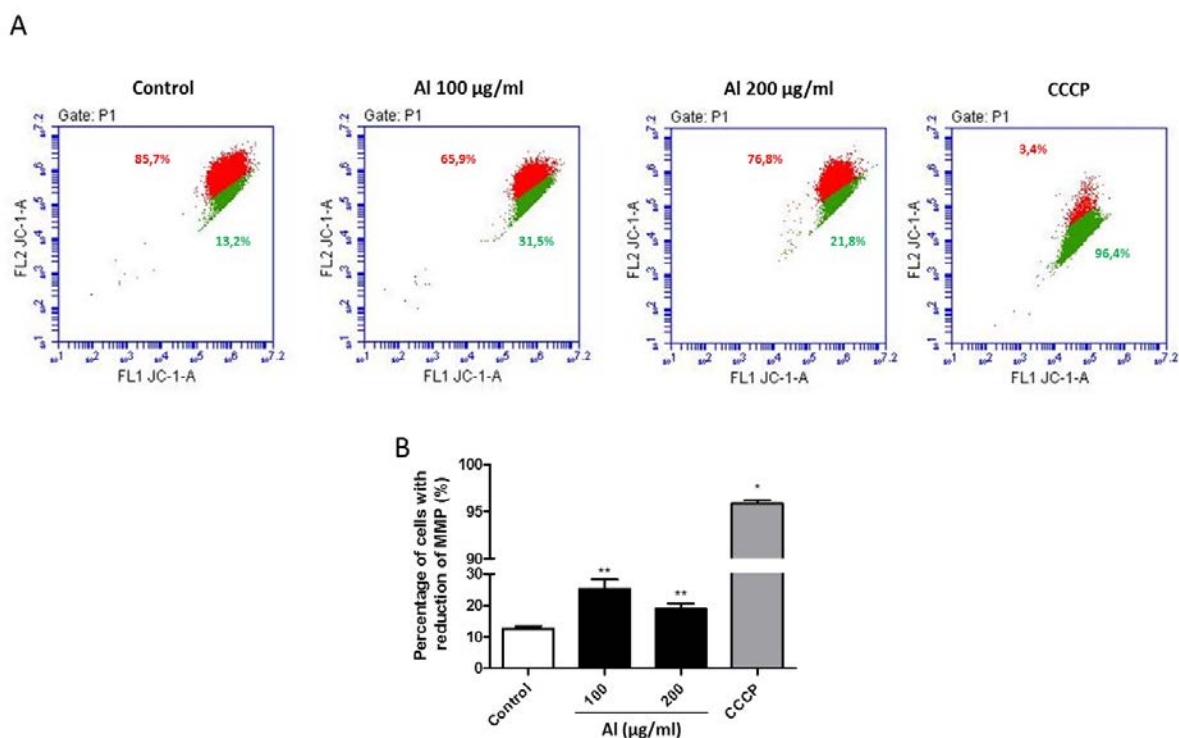 A
Control
Al 100 µg/ml
Al 200 µg/ml
CCCP
Gate: P1
Gate: P1
Gate: P1
Gate: P1
85,7%
65,9%
76,8%
3,4%
13,2%
31,5%
21,8%
96,4%
FL2 JC-1-A
FL2 JC-1-A
FL2 JC-1-A
FL2 JC-1-A
FL1 JC-1-A
FL1 JC-1-A
FL1 JC-1-A
FL1 JC-1-A
B
Percentage of cells with
reduction of MMP (%)
100
95
90
30
20
10
0
**
**
*
Control
100
200
CCCP
Al (µg/ml)